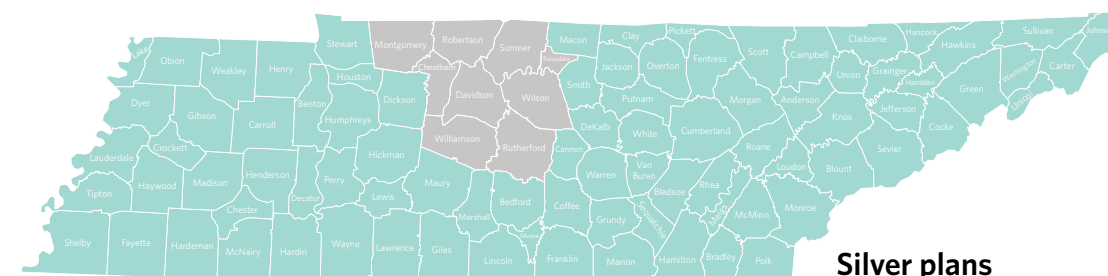 Lake
Obion
Weakley
Henry
Stewart
Montgomery
Robertson
Sumner
Macon
Clay
Pickett
Fentress
Scott
Campbell
Claiborne
Hancock
Hawkins
Sullivan
Johns
Houston
Cheatham
Trousdale
Smith
Jackson
Overton
Union
Grainger
Hamblen
Green
Washington
Carter
Unicoi
Dyer
Gibson
Carroll
Benton
Humphreys
Dickson
Davidson
Wilson
Putnam
Morgan
Anderson
Knox
Jefferson
Cocke
Lauderdale
Crockett
Haywood
Madison
Henderson
Decatur
Perry
Hickman
Williamson
Rutherford
Cannon
DeKalb
White
Cumberland
Roane
Loudon
Blount
Sevier
Tipton
Chester
Lewis
Maury
Marshall
Bedford
Coffee
Warren
Van
Buren
Bledsoe
Rhea
Meigs
McMinn
Monroe
Shelby
Fayette
Hardeman
McNairy
Hardin
Wayne
Lawrence
Giles
Lincoln
Moore
Franklin
Grundy
Sequatchie
Marion
Hamilton
Bradley
Polk
Silver plans